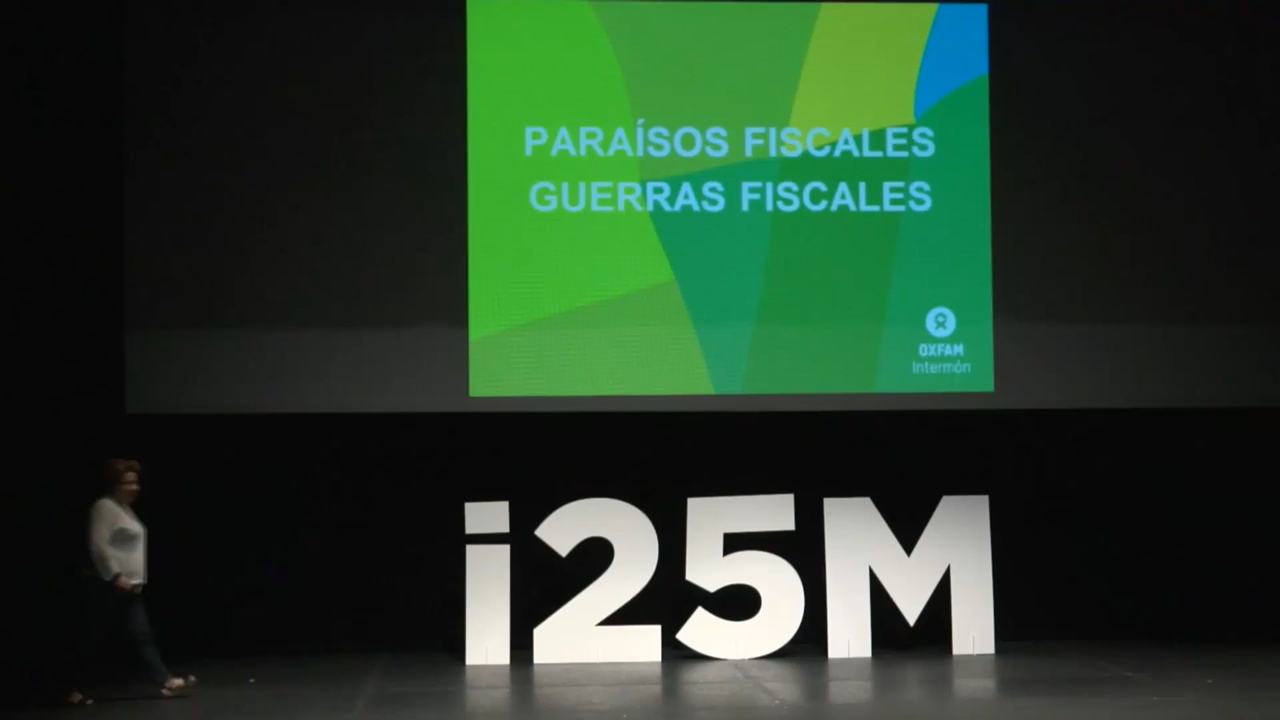 PARAÍSOS FISCALES
GUERRAS FISCALES
OXFAM
Intermón
i25M